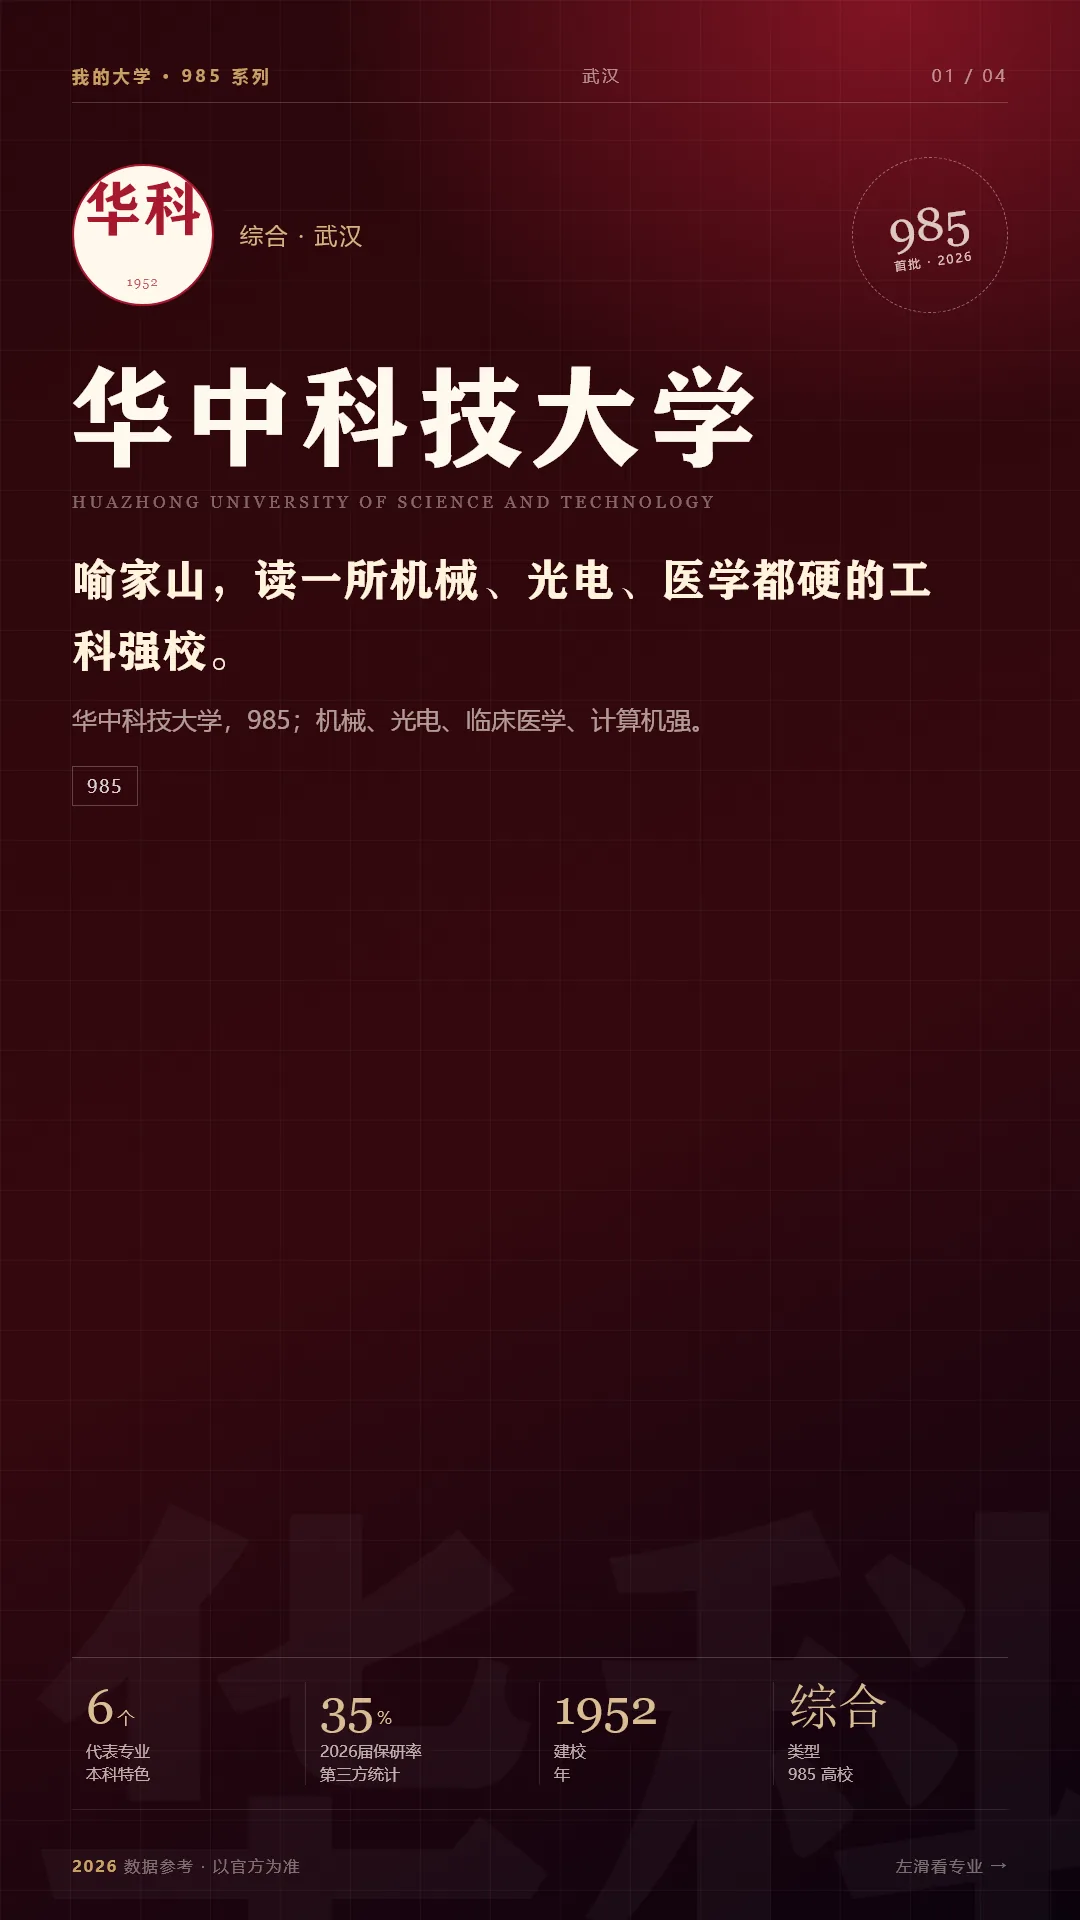 我的大学 · 985 系列
武汉
01 / 04
华科
1952
综合 · 武汉
985
首批 · 2026
华中科技大学
HUAZHONG UNIVERSITY OF SCIENCE AND TECHNOLOGY
喻家山，读一所机械、光电、医学都硬的工
科强校。
华中科技大学，985；机械、光电、临床医学、计算机强。
985
华科
6个
代表专业
本科特色
35%
2026届保研率
第三方统计
1952
建校
年
综合
类型
985 高校
2026 数据参考 · 以官方为准
左滑看专业 →